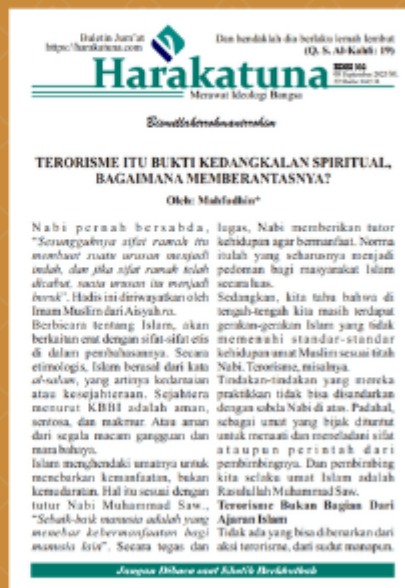 Buletin Jum'at
https://harakatuna.com
Dan hendaklah dia berlaku lemah lembut
(Q. S. Al-Kahfi: 19)
Harakatuna
Merawat Ideologi Bangsa
Bismillahirrahmanirrahim
TERORISME ITU BUKTI KEDANGKALAN SPIRITUAL,
BAGAIMANA MEMBERANTASNYA?
Oleh: Mahfudhin*
Nabi pernah bersabda,
"Sesungguhnya sifat ramah itu
membuat suatu urusan menjadi
indah, dan jika sifat ramah telah
dicabut, suatu urusan itu menjadi
buruk". Hadis ini diriwayatkan oleh
Imam Muslim dari Aisyah ra.
Berbicara tentang Islam, akan
berkaitan erat dengan sifat-sifat etis
di dalam pembahasannya. Secara
etimologis, Islam berasal dari kata
al-salam, yang artinya kedamaian
atau kesejahteraan. Sejahtera
menurut KBBI adalah aman,
sentosa, dan makmur. Atau aman
dari segala macam gangguan dan
mara bahaya.
Islam menghendaki umatnya untuk
menebarkan kemanfaatan, bukan
kemudaratan. Hal itu sesuai dengan
tutur Nabi Muhammad Saw.,
"Sebaik-baik manusia adalah yang
menebar kebermanfaatan bagi
manusia lain". Secara tegas dan
lugas, Nabi memberikan tutor
kehidupan agar bermanfaat. Norma
itulah yang seharusnya menjadi
pedoman bagi masyarakat Islam
secara luas.
Sedangkan, kita tahu bahwa di
tengah-tengah kita masih terdapat
gerakan-gerakan Islam yang tidak
memenuhi standar-standar
kehidupan umat Muslim sesuai titah
Nabi. Terorisme, misalnya.
Tindakan-tindakan yang mereka
praktikkan tidak bisa disandarkan
dengan sabda Nabi di atas. Padahal,
sebagai umat yang bijak dituntut
untuk menaati dan meneladani sifat
ataupun perintah dari
pembimbingnya. Dan pembimbing
kita selaku umat Islam adalah
Rasulullah Muhammad Saw.
Terorisme Bukan Bagian Dari
Ajaran Islam
Tidak ada yang bisa dibenarkan dari
aksi terorisme, dari sudut manapun.
Jangan Dibaca saat Khatib Berkhutbah